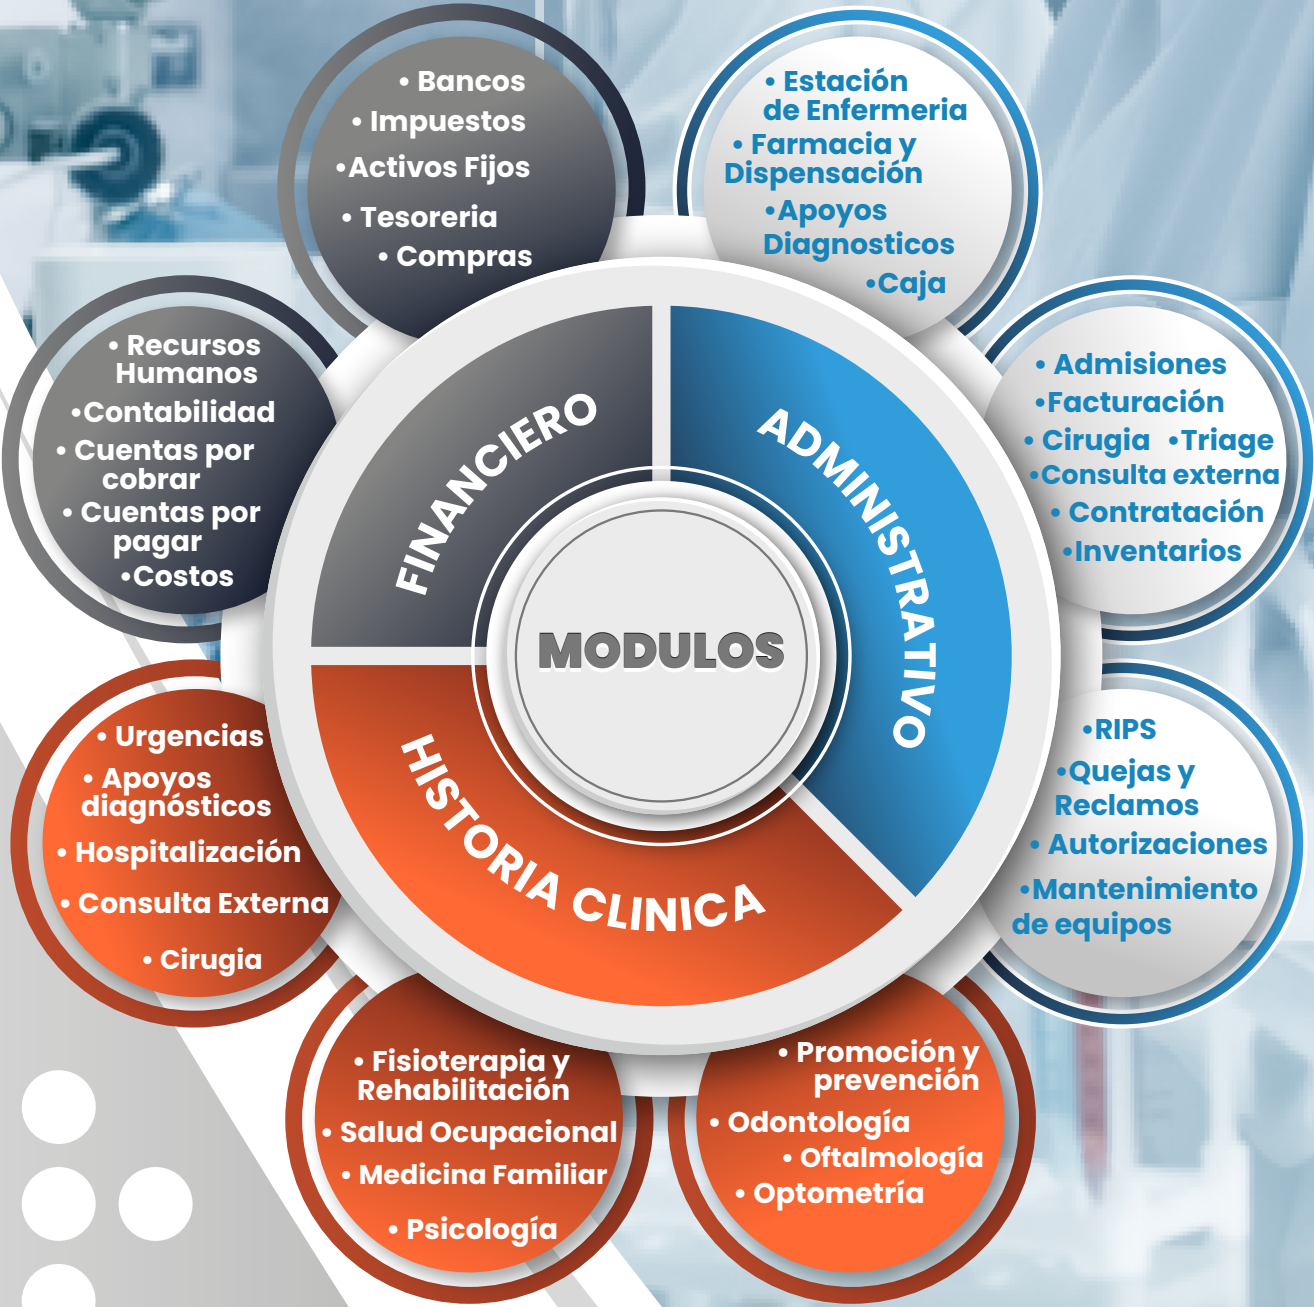 • Bancos
• Impuestos
•Activos Fijos
• Tesoreria
• Compras
• Estación
de Enfermeria
• Farmacia y
Dispensación
•Apoyos
Diagnosticos
•Caja
• Recursos
Humanos
•Contabilidad
• Cuentas por
cobrar
• Cuentas por
pagar
•Costos
• Admisiones
•Facturación
• Cirugia •Triage
•Consulta externa
• Contratación
•Inventarios
FINANCIERO
ADMINISTRATIVO
MODULOS
HISTORIA CLINICA
• Urgencias
• Apoyos
diagnósticos
• Hospitalización
• Consulta Externa
• Cirugia
•RIPS
•Quejas y
Reclamos
• Autorizaciones
•Mantenimiento
de equipos
• Fisioterapia y
Rehabilitación
• Salud Ocupacional
• Medicina Familiar
• Psicología
• Promoción y
prevención
• Odontología
• Oftalmología
• Optometría